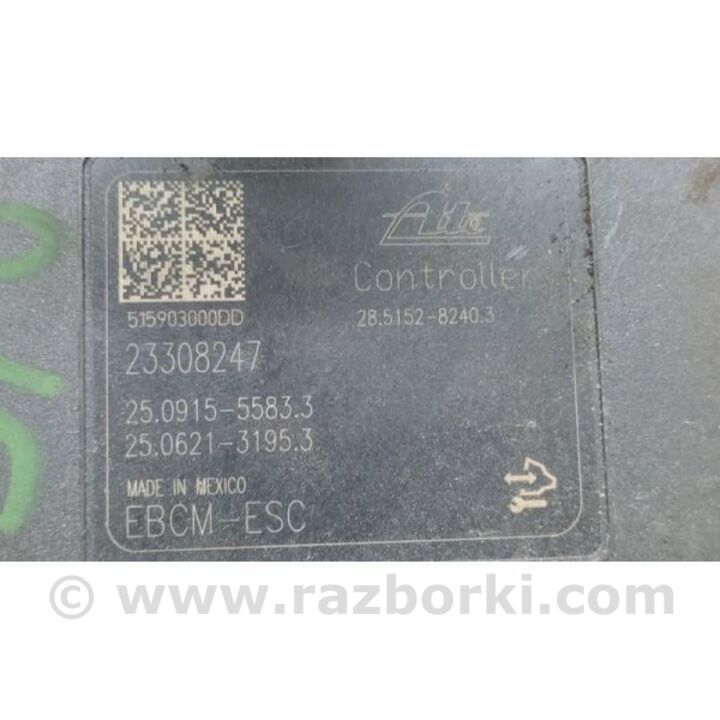 Ate
Controller
515903000DD
28.5152-8240.3
23308247
25.0915-5583.3
25.0621-3195.3
MADE IN MEXICO
EBCM-ESC
© www.razborki.com